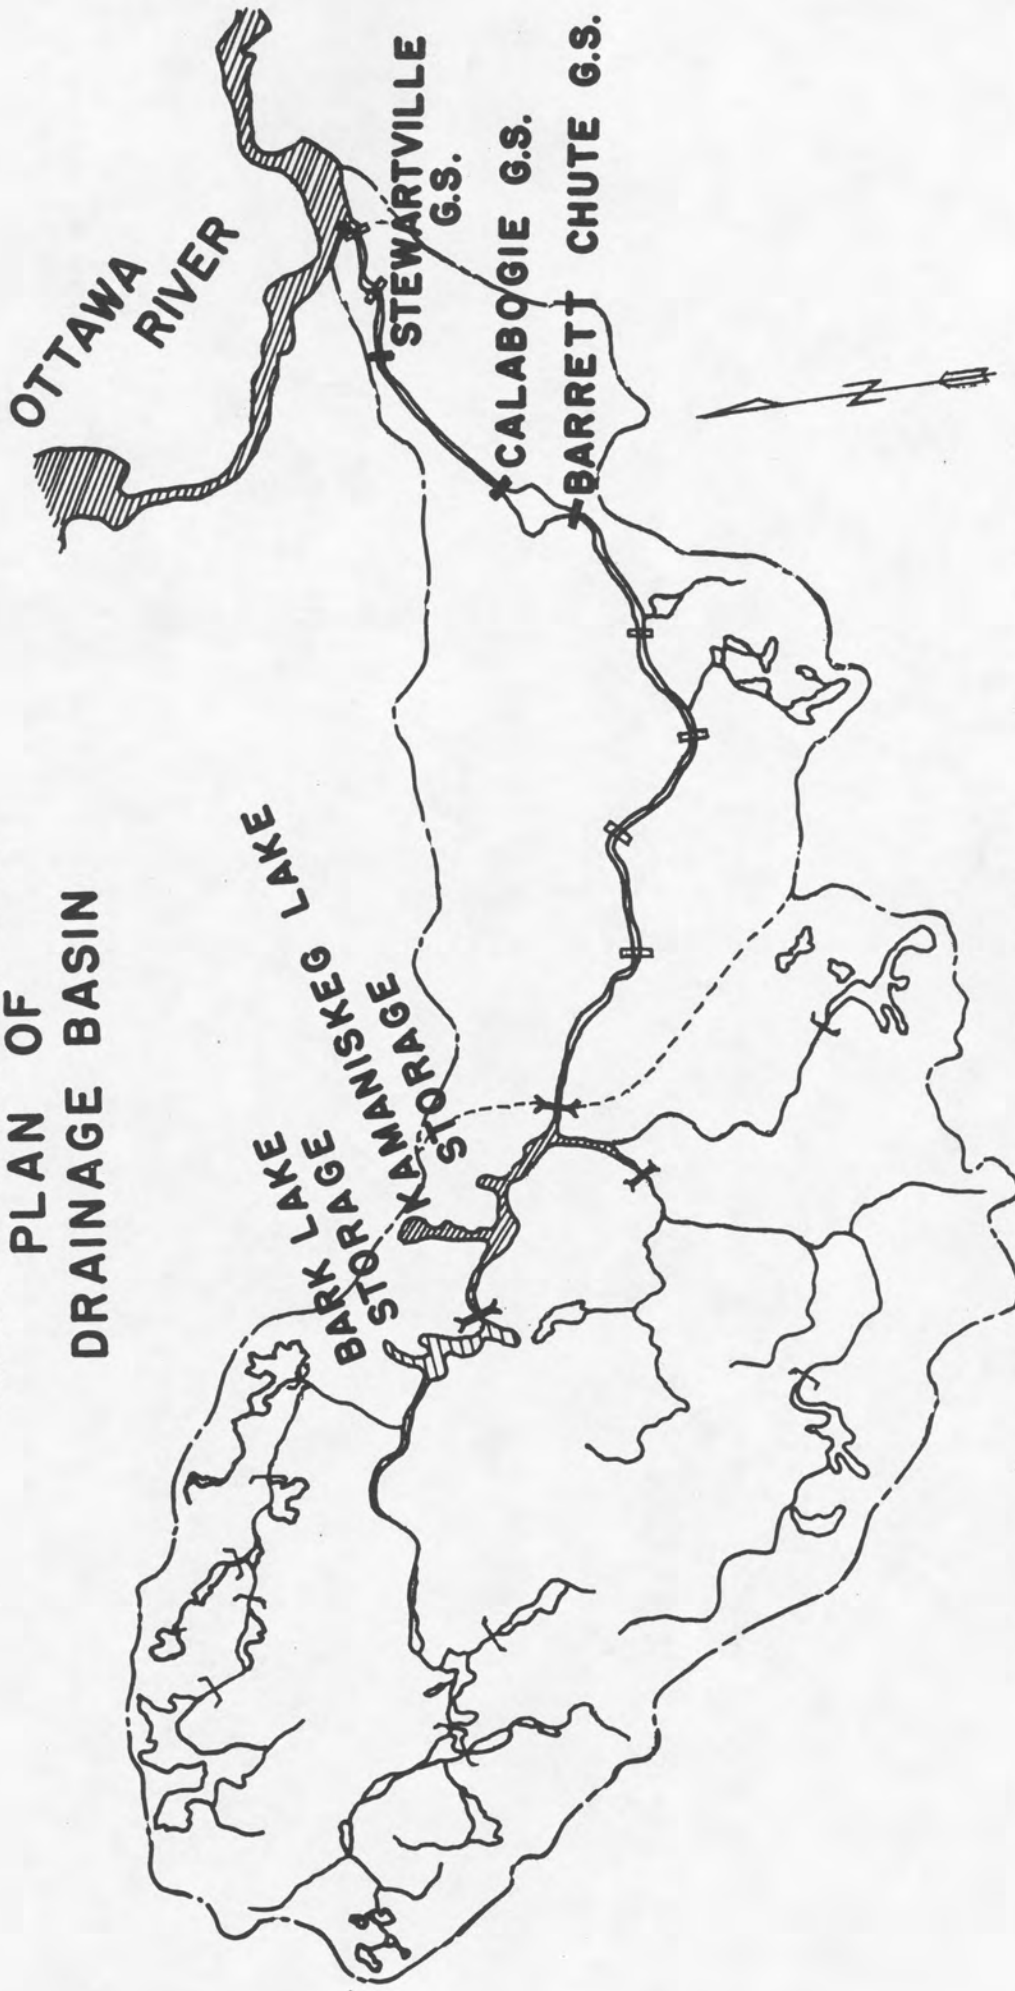 PLAN OF
DRAINAGE BASIN
OTTAWA
RIVER
STEWARTVILLE
G.S.
CALABOGIE G.S.
BARRETT CHUTE G.S.
BARK LAKE
STORAGE
KAMANISKEG LAKE
STORAGE
N